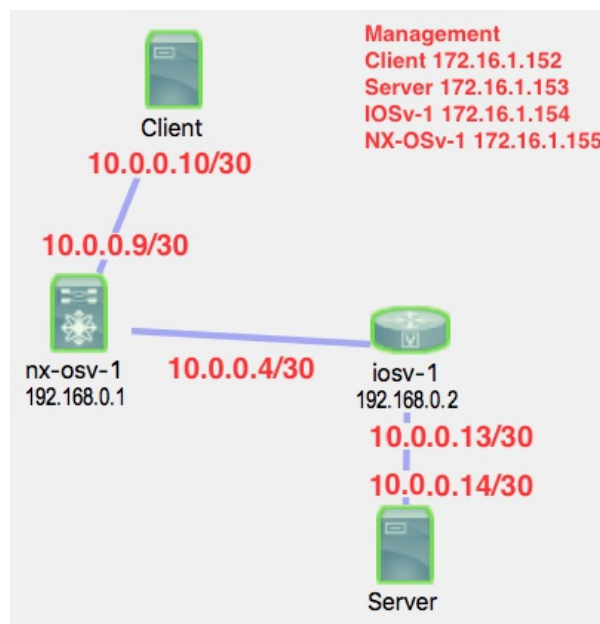 Management
Client 172.16.1.152
Server 172.16.1.153
IOSv-1 172.16.1.154
NX-OSv-1 172.16.1.155
Client
10.0.0.10/30
10.0.0.9/30
nx-osv-1
192.168.0.1
10.0.0.4/30
iosv-1
192.168.0.2
10.0.0.13/30
10.0.0.14/30
Server